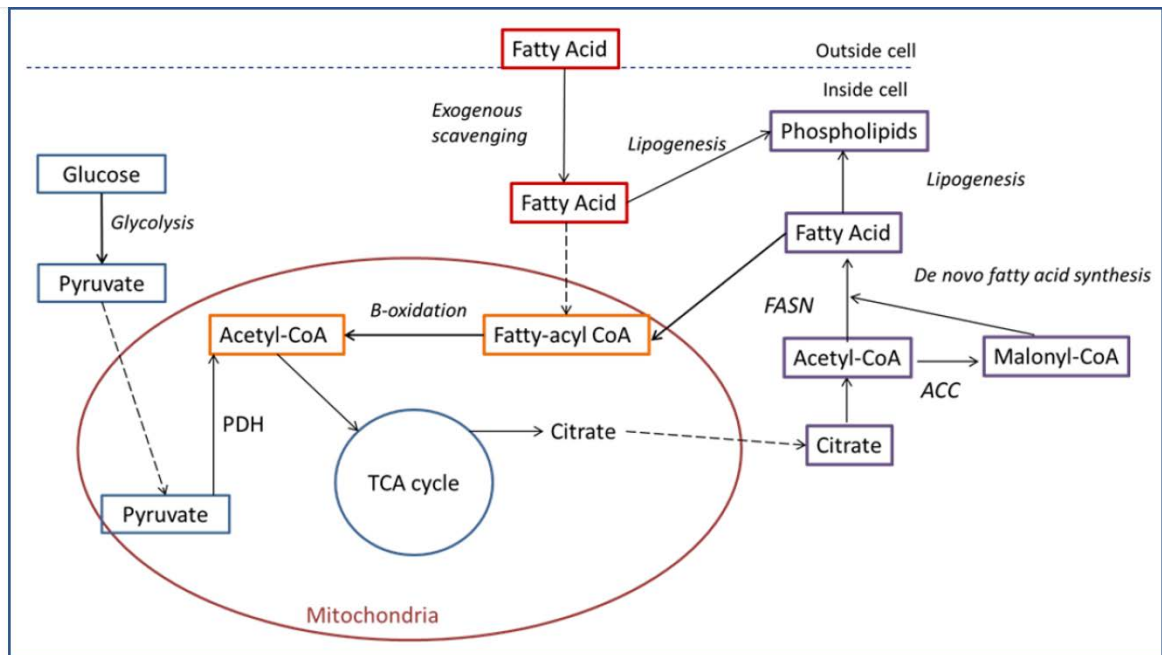 Fatty Acid
Outside cell
Inside cell
Exogenous
scavenging
Lipogenesis
Phospholipids
Glucose
Lipogenesis
Fatty Acid
Glycolysis
Fatty Acid
Pyruvate
De novo fatty acid synthesis
B-oxidation
FASN
Acetyl-CoA
Fatty-acyl CoA
Acetyl-CoA
Malonyl-CoA
ACC
PDH
Citrate
Citrate
TCA cycle
Pyruvate
Mitochondria